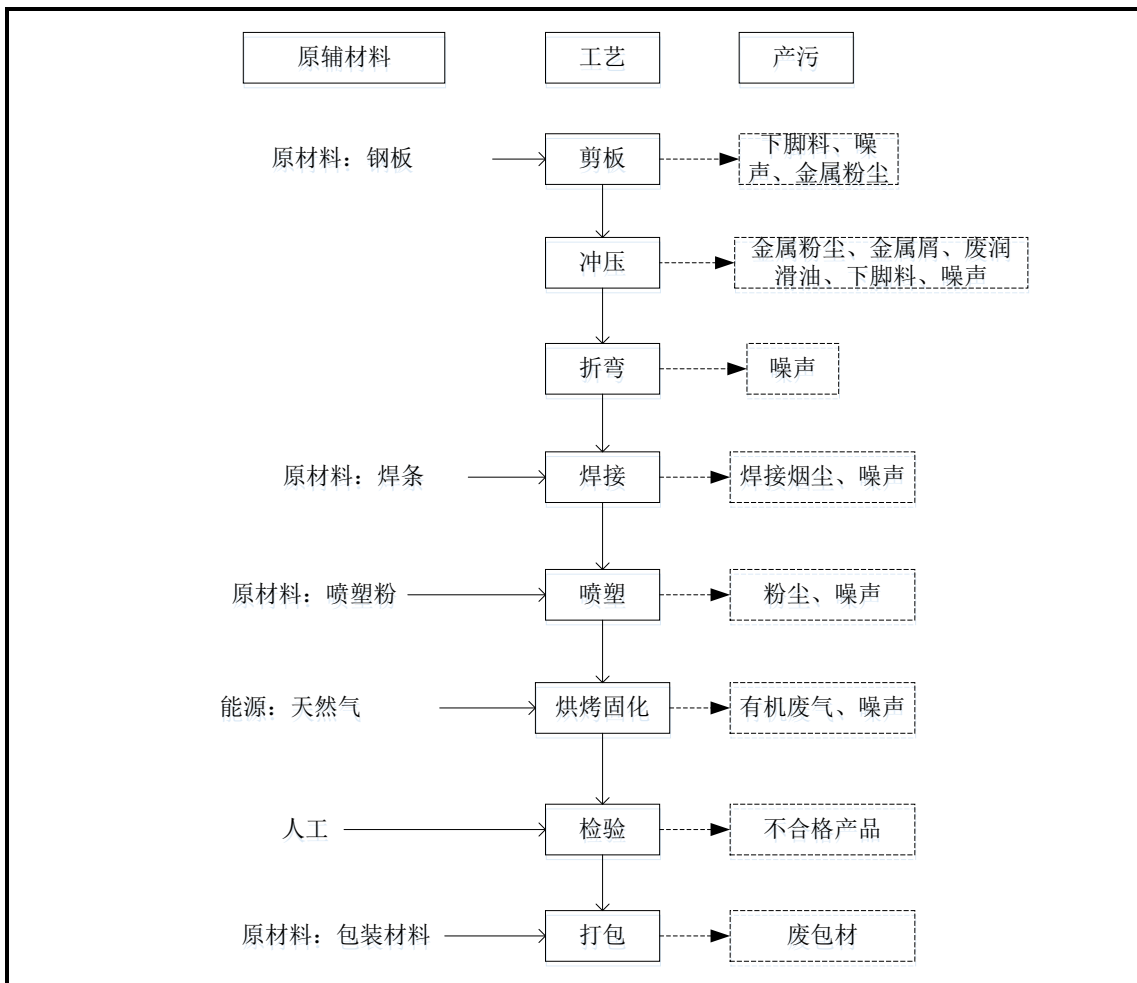 原辅材料
工艺
产污
原材料：钢板
剪板
下脚料、噪
声、金属粉尘
冲压
金属粉尘、金属屑、废润
滑油、下脚料、噪声
折弯
噪声
原材料：焊条
焊接
焊接烟尘、噪声
原材料：喷塑粉
喷塑
粉尘、噪声
能源：天然气
烘烤固化
有机废气、噪声
人工
检验
不合格产品
原材料：包装材料
打包
废包材